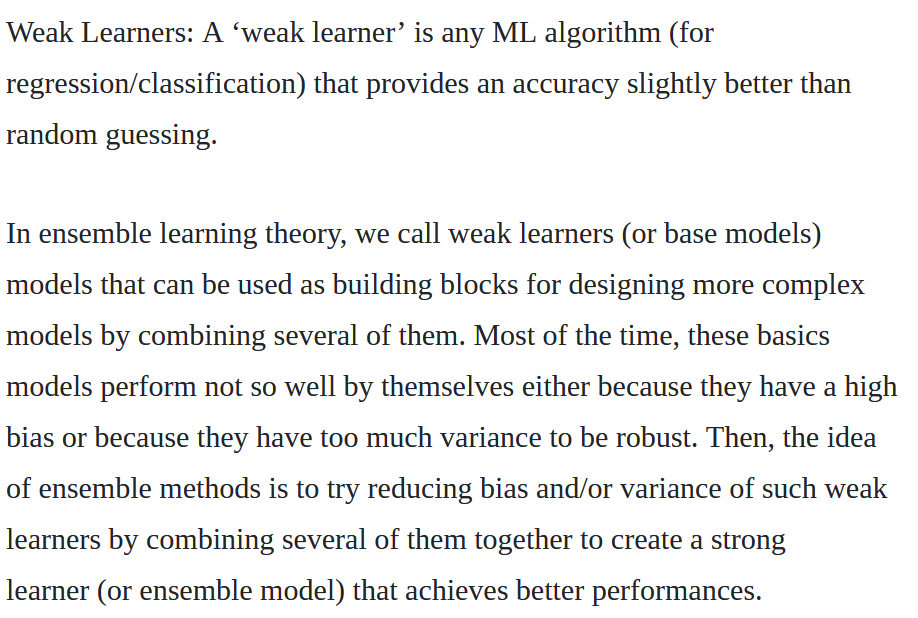 Weak Learners: A ‘weak learner’ is any ML algorithm (for
regression/classification) that provides an accuracy slightly better than
random guessing.
In ensemble learning theory, we call weak learners (or base models)
models that can be used as building blocks for designing more complex
models by combining several of them. Most of the time, these basics
models perform not so well by themselves either because they have a high
bias or because they have too much variance to be robust. Then, the idea
of ensemble methods is to try reducing bias and/or variance of such weak
learners by combining several of them together to create a strong
learner (or ensemble model) that achieves better performances.